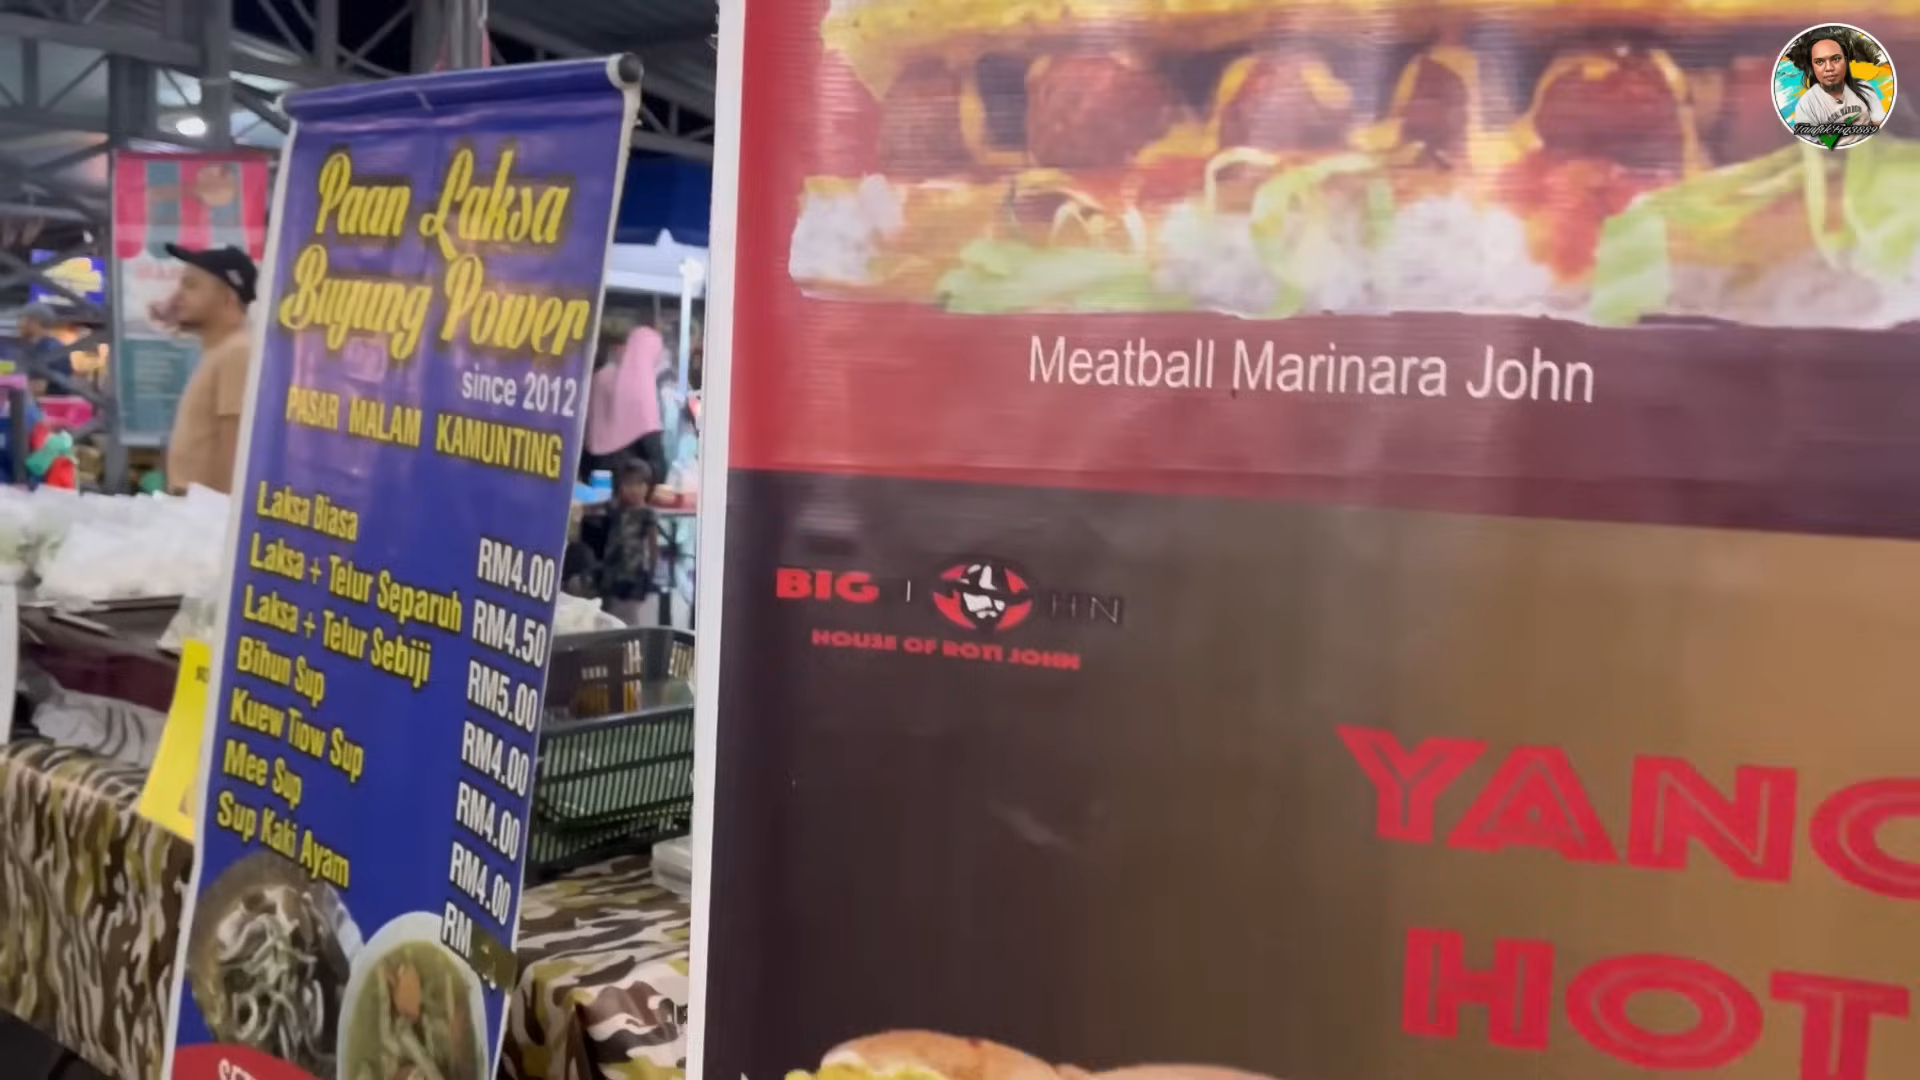 Paan Laksa
Buyung Power
since 2012
PASAR MALAM KAMUNTING
Laksa Biasa RM4.00
Laksa + Telur Separuh RM4.50
Laksa + Telur Sebiji RM5.00
Bihun Sup RM4.00
Kuew Tiow Sup RM4.00
Mee Sup RM4.00
Sup Kaki Ayam RM
Meatball Marinara John
BIG
HOUSE OF ROTI JOHN
HOT